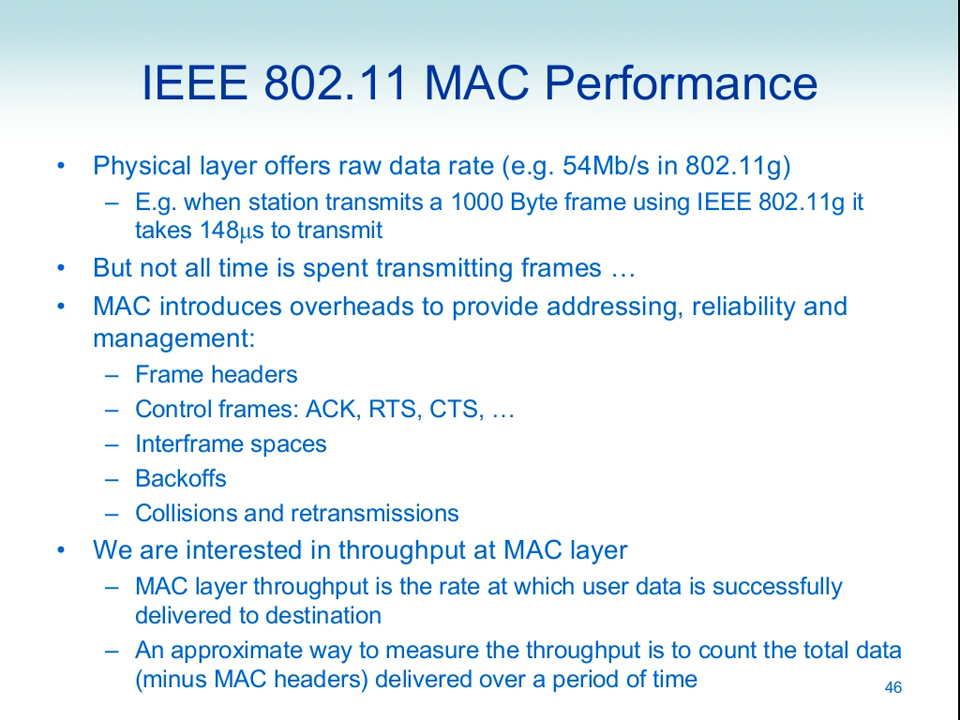 IEEE 802.11 MAC Performance
• Physical layer offers raw data rate (e.g. 54Mb/s in 802.11g)
– E.g. when station transmits a 1000 Byte frame using IEEE 802.11g it
takes 148μs to transmit
• But not all time is spent transmitting frames …
• MAC introduces overheads to provide addressing, reliability and
management:
– Frame headers
– Control frames: ACK, RTS, CTS, …
– Interframe spaces
– Backoffs
– Collisions and retransmissions
• We are interested in throughput at MAC layer
– MAC layer throughput is the rate at which user data is successfully
delivered to destination
– An approximate way to measure the throughput is to count the total data
(minus MAC headers) delivered over a period of time
46